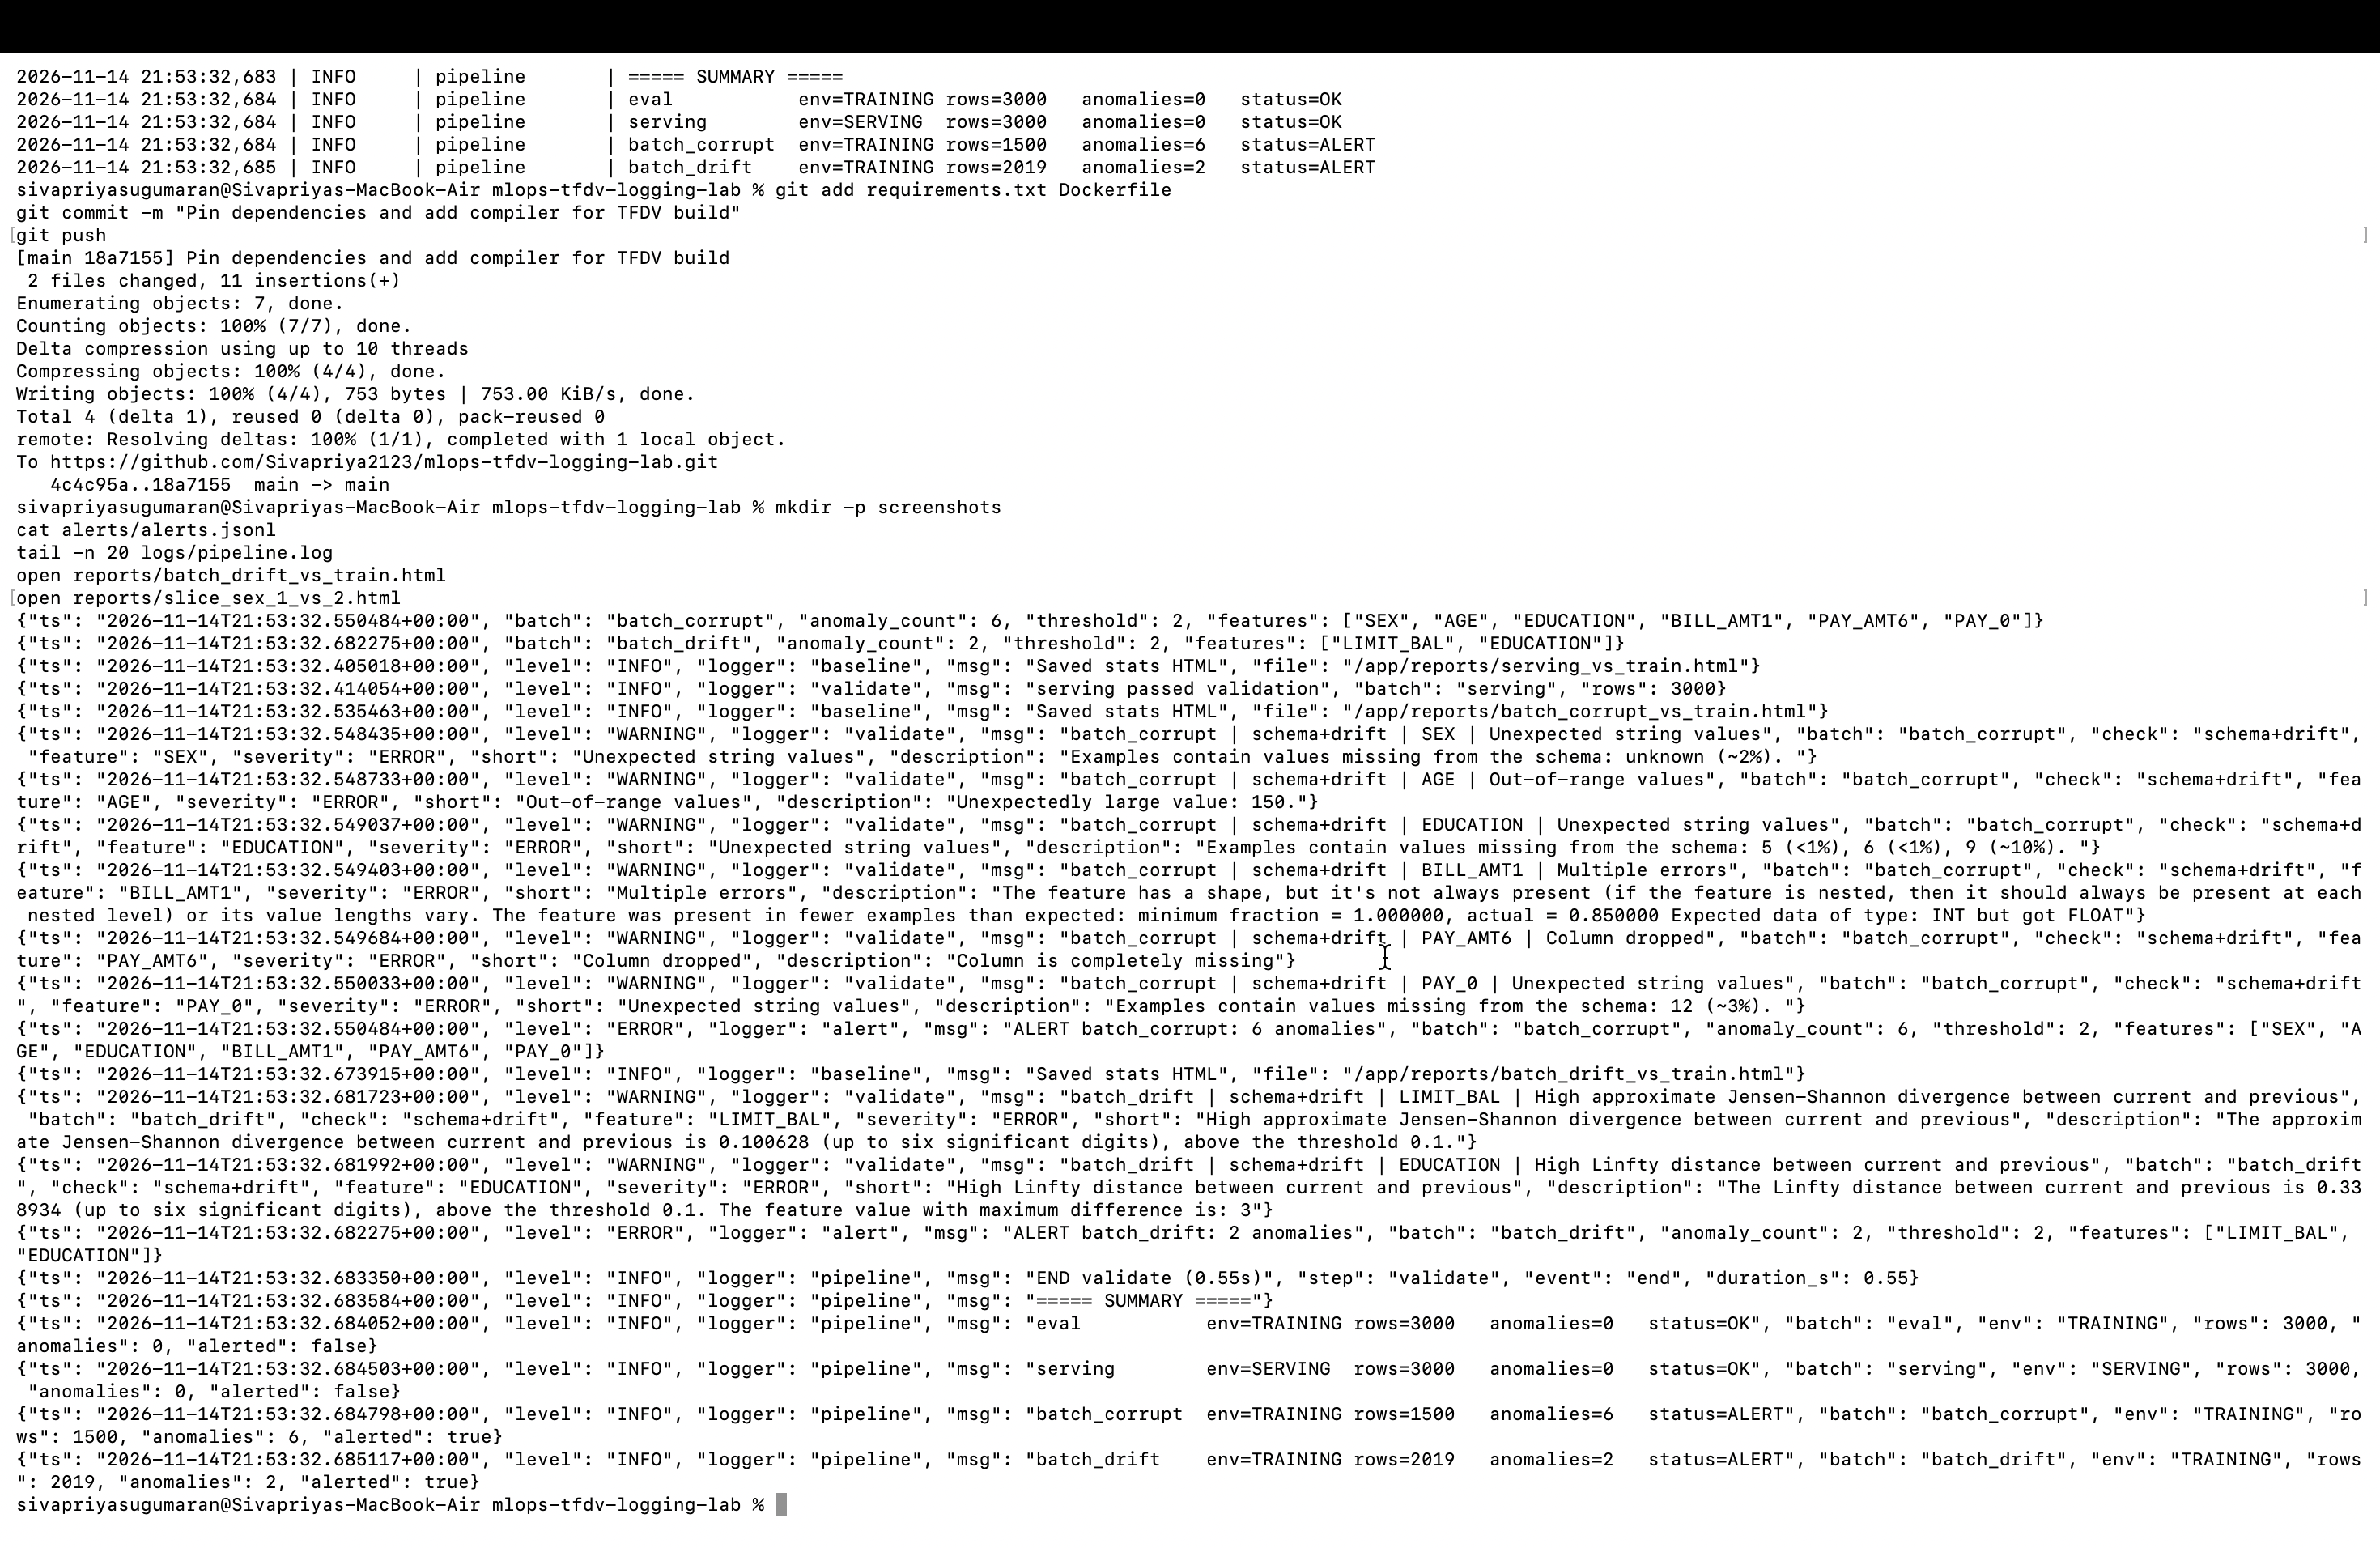 2026-11-14 21:53:32,683 | INFO     | pipeline       | ===== SUMMARY =====
2026-11-14 21:53:32,684 | INFO     | pipeline       | eval           env=TRAINING rows=3000   anomalies=0   status=OK
2026-11-14 21:53:32,684 | INFO     | pipeline       | serving        env=SERVING  rows=3000   anomalies=0   status=OK
2026-11-14 21:53:32,684 | INFO     | pipeline       | batch_corrupt  env=TRAINING rows=1500   anomalies=6   status=ALERT
2026-11-14 21:53:32,685 | INFO     | pipeline       | batch_drift    env=TRAINING rows=2019   anomalies=2   status=ALERT
sivapriyasugumaran@Sivapriyas-MacBook-Air mlops-tfdv-logging-lab % git add requirements.txt Dockerfile
git commit -m "Pin dependencies and add compiler for TFDV build"
[git push ]
[main 18a7155] Pin dependencies and add compiler for TFDV build
 2 files changed, 11 insertions(+)
Enumerating objects: 7, done.
Counting objects: 100% (7/7), done.
Delta compression using up to 10 threads
Compressing objects: 100% (4/4), done.
Writing objects: 100% (4/4), 753 bytes | 753.00 KiB/s, done.
Total 4 (delta 1), reused 0 (delta 0), pack-reused 0
remote: Resolving deltas: 100% (1/1), completed with 1 local object.
To https://github.com/Sivapriya2123/mlops-tfdv-logging-lab.git
   4c4c95a..18a7155  main -> main
sivapriyasugumaran@Sivapriyas-MacBook-Air mlops-tfdv-logging-lab % mkdir -p screenshots
cat alerts/alerts.jsonl
tail -n 20 logs/pipeline.log
open reports/batch_drift_vs_train.html
[open reports/slice_sex_1_vs_2.html ]
{"ts": "2026-11-14T21:53:32.550484+00:00", "batch": "batch_corrupt", "anomaly_count": 6, "threshold": 2, "features": ["SEX", "AGE", "EDUCATION", "BILL_AMT1", "PAY_AMT6", "PAY_0"]}
{"ts": "2026-11-14T21:53:32.682275+00:00", "batch": "batch_drift", "anomaly_count": 2, "threshold": 2, "features": ["LIMIT_BAL", "EDUCATION"]}
{"ts": "2026-11-14T21:53:32.405018+00:00", "level": "INFO", "logger": "baseline", "msg": "Saved stats HTML", "file": "/app/reports/serving_vs_train.html"}
{"ts": "2026-11-14T21:53:32.414054+00:00", "level": "INFO", "logger": "validate", "msg": "serving passed validation", "batch": "serving", "rows": 3000}
{"ts": "2026-11-14T21:53:32.535463+00:00", "level": "INFO", "logger": "baseline", "msg": "Saved stats HTML", "file": "/app/reports/batch_corrupt_vs_train.html"}
{"ts": "2026-11-14T21:53:32.548435+00:00", "level": "WARNING", "logger": "validate", "msg": "batch_corrupt | schema+drift | SEX | Unexpected string values", "batch": "batch_corrupt", "check": "schema+drift",
 "feature": "SEX", "severity": "ERROR", "short": "Unexpected string values", "description": "Examples contain values missing from the schema: unknown (~2%). "}
{"ts": "2026-11-14T21:53:32.548733+00:00", "level": "WARNING", "logger": "validate", "msg": "batch_corrupt | schema+drift | AGE | Out-of-range values", "batch": "batch_corrupt", "check": "schema+drift", "fea
ture": "AGE", "severity": "ERROR", "short": "Out-of-range values", "description": "Unexpectedly large value: 150."}
{"ts": "2026-11-14T21:53:32.549037+00:00", "level": "WARNING", "logger": "validate", "msg": "batch_corrupt | schema+drift | EDUCATION | Unexpected string values", "batch": "batch_corrupt", "check": "schema+d
rift", "feature": "EDUCATION", "severity": "ERROR", "short": "Unexpected string values", "description": "Examples contain values missing from the schema: 5 (<1%), 6 (<1%), 9 (~10%). "}
{"ts": "2026-11-14T21:53:32.549403+00:00", "level": "WARNING", "logger": "validate", "msg": "batch_corrupt | schema+drift | BILL_AMT1 | Multiple errors", "batch": "batch_corrupt", "check": "schema+drift", "f
eature": "BILL_AMT1", "severity": "ERROR", "short": "Multiple errors", "description": "The feature has a shape, but it's not always present (if the feature is nested, then it should always be present at each
 nested level) or its value lengths vary. The feature was present in fewer examples than expected: minimum fraction = 1.000000, actual = 0.850000 Expected data of type: INT but got FLOAT"}
{"ts": "2026-11-14T21:53:32.549684+00:00", "level": "WARNING", "logger": "validate", "msg": "batch_corrupt | schema+drift | PAY_AMT6 | Column dropped", "batch": "batch_corrupt", "check": "schema+drift", "fea
ture": "PAY_AMT6", "severity": "ERROR", "short": "Column dropped", "description": "Column is completely missing"}
{"ts": "2026-11-14T21:53:32.550033+00:00", "level": "WARNING", "logger": "validate", "msg": "batch_corrupt | schema+drift | PAY_0 | Unexpected string values", "batch": "batch_corrupt", "check": "schema+drift
", "feature": "PAY_0", "severity": "ERROR", "short": "Unexpected string values", "description": "Examples contain values missing from the schema: 12 (~3%). "}
{"ts": "2026-11-14T21:53:32.550484+00:00", "level": "ERROR", "logger": "alert", "msg": "ALERT batch_corrupt: 6 anomalies", "batch": "batch_corrupt", "anomaly_count": 6, "threshold": 2, "features": ["SEX", "A
GE", "EDUCATION", "BILL_AMT1", "PAY_AMT6", "PAY_0"]}
{"ts": "2026-11-14T21:53:32.673915+00:00", "level": "INFO", "logger": "baseline", "msg": "Saved stats HTML", "file": "/app/reports/batch_drift_vs_train.html"}
{"ts": "2026-11-14T21:53:32.681723+00:00", "level": "WARNING", "logger": "validate", "msg": "batch_drift | schema+drift | LIMIT_BAL | High approximate Jensen-Shannon divergence between current and previous",
 "batch": "batch_drift", "check": "schema+drift", "feature": "LIMIT_BAL", "severity": "ERROR", "short": "High approximate Jensen-Shannon divergence between current and previous", "description": "The approxim
ate Jensen-Shannon divergence between current and previous is 0.100628 (up to six significant digits), above the threshold 0.1."}
{"ts": "2026-11-14T21:53:32.681992+00:00", "level": "WARNING", "logger": "validate", "msg": "batch_drift | schema+drift | EDUCATION | High Linfty distance between current and previous", "batch": "batch_drift
", "check": "schema+drift", "feature": "EDUCATION", "severity": "ERROR", "short": "High Linfty distance between current and previous", "description": "The Linfty distance between current and previous is 0.33
8934 (up to six significant digits), above the threshold 0.1. The feature value with maximum difference is: 3"}
{"ts": "2026-11-14T21:53:32.682275+00:00", "level": "ERROR", "logger": "alert", "msg": "ALERT batch_drift: 2 anomalies", "batch": "batch_drift", "anomaly_count": 2, "threshold": 2, "features": ["LIMIT_BAL",
"EDUCATION"]}
{"ts": "2026-11-14T21:53:32.683350+00:00", "level": "INFO", "logger": "pipeline", "msg": "END validate (0.55s)", "step": "validate", "event": "end", "duration_s": 0.55}
{"ts": "2026-11-14T21:53:32.683584+00:00", "level": "INFO", "logger": "pipeline", "msg": "===== SUMMARY ====="}
{"ts": "2026-11-14T21:53:32.684052+00:00", "level": "INFO", "logger": "pipeline", "msg": "eval           env=TRAINING rows=3000   anomalies=0   status=OK", "batch": "eval", "env": "TRAINING", "rows": 3000, "
anomalies": 0, "alerted": false}
{"ts": "2026-11-14T21:53:32.684503+00:00", "level": "INFO", "logger": "pipeline", "msg": "serving        env=SERVING  rows=3000   anomalies=0   status=OK", "batch": "serving", "env": "SERVING", "rows": 3000,
 "anomalies": 0, "alerted": false}
{"ts": "2026-11-14T21:53:32.684798+00:00", "level": "INFO", "logger": "pipeline", "msg": "batch_corrupt  env=TRAINING rows=1500   anomalies=6   status=ALERT", "batch": "batch_corrupt", "env": "TRAINING", "ro
ws": 1500, "anomalies": 6, "alerted": true}
{"ts": "2026-11-14T21:53:32.685117+00:00", "level": "INFO", "logger": "pipeline", "msg": "batch_drift    env=TRAINING rows=2019   anomalies=2   status=ALERT", "batch": "batch_drift", "env": "TRAINING", "rows
": 2019, "anomalies": 2, "alerted": true}
sivapriyasugumaran@Sivapriyas-MacBook-Air mlops-tfdv-logging-lab %